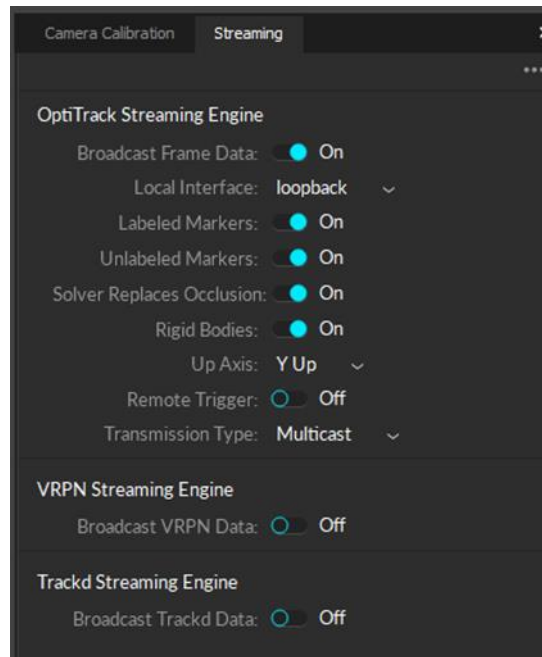 Camera Calibration Streaming
OptiTrack Streaming Engine
Broadcast Frame Data: On
Local Interface: loopback
Labeled Markers: On
Unlabeled Markers: On
Solver Replaces Occlusion: On
Rigid Bodies: On
Up Axis: Y Up
Remote Trigger: Off
Transmission Type: Multicast
VRPN Streaming Engine
Broadcast VRPN Data: Off
Trackd Streaming Engine
Broadcast Trackd Data: Off